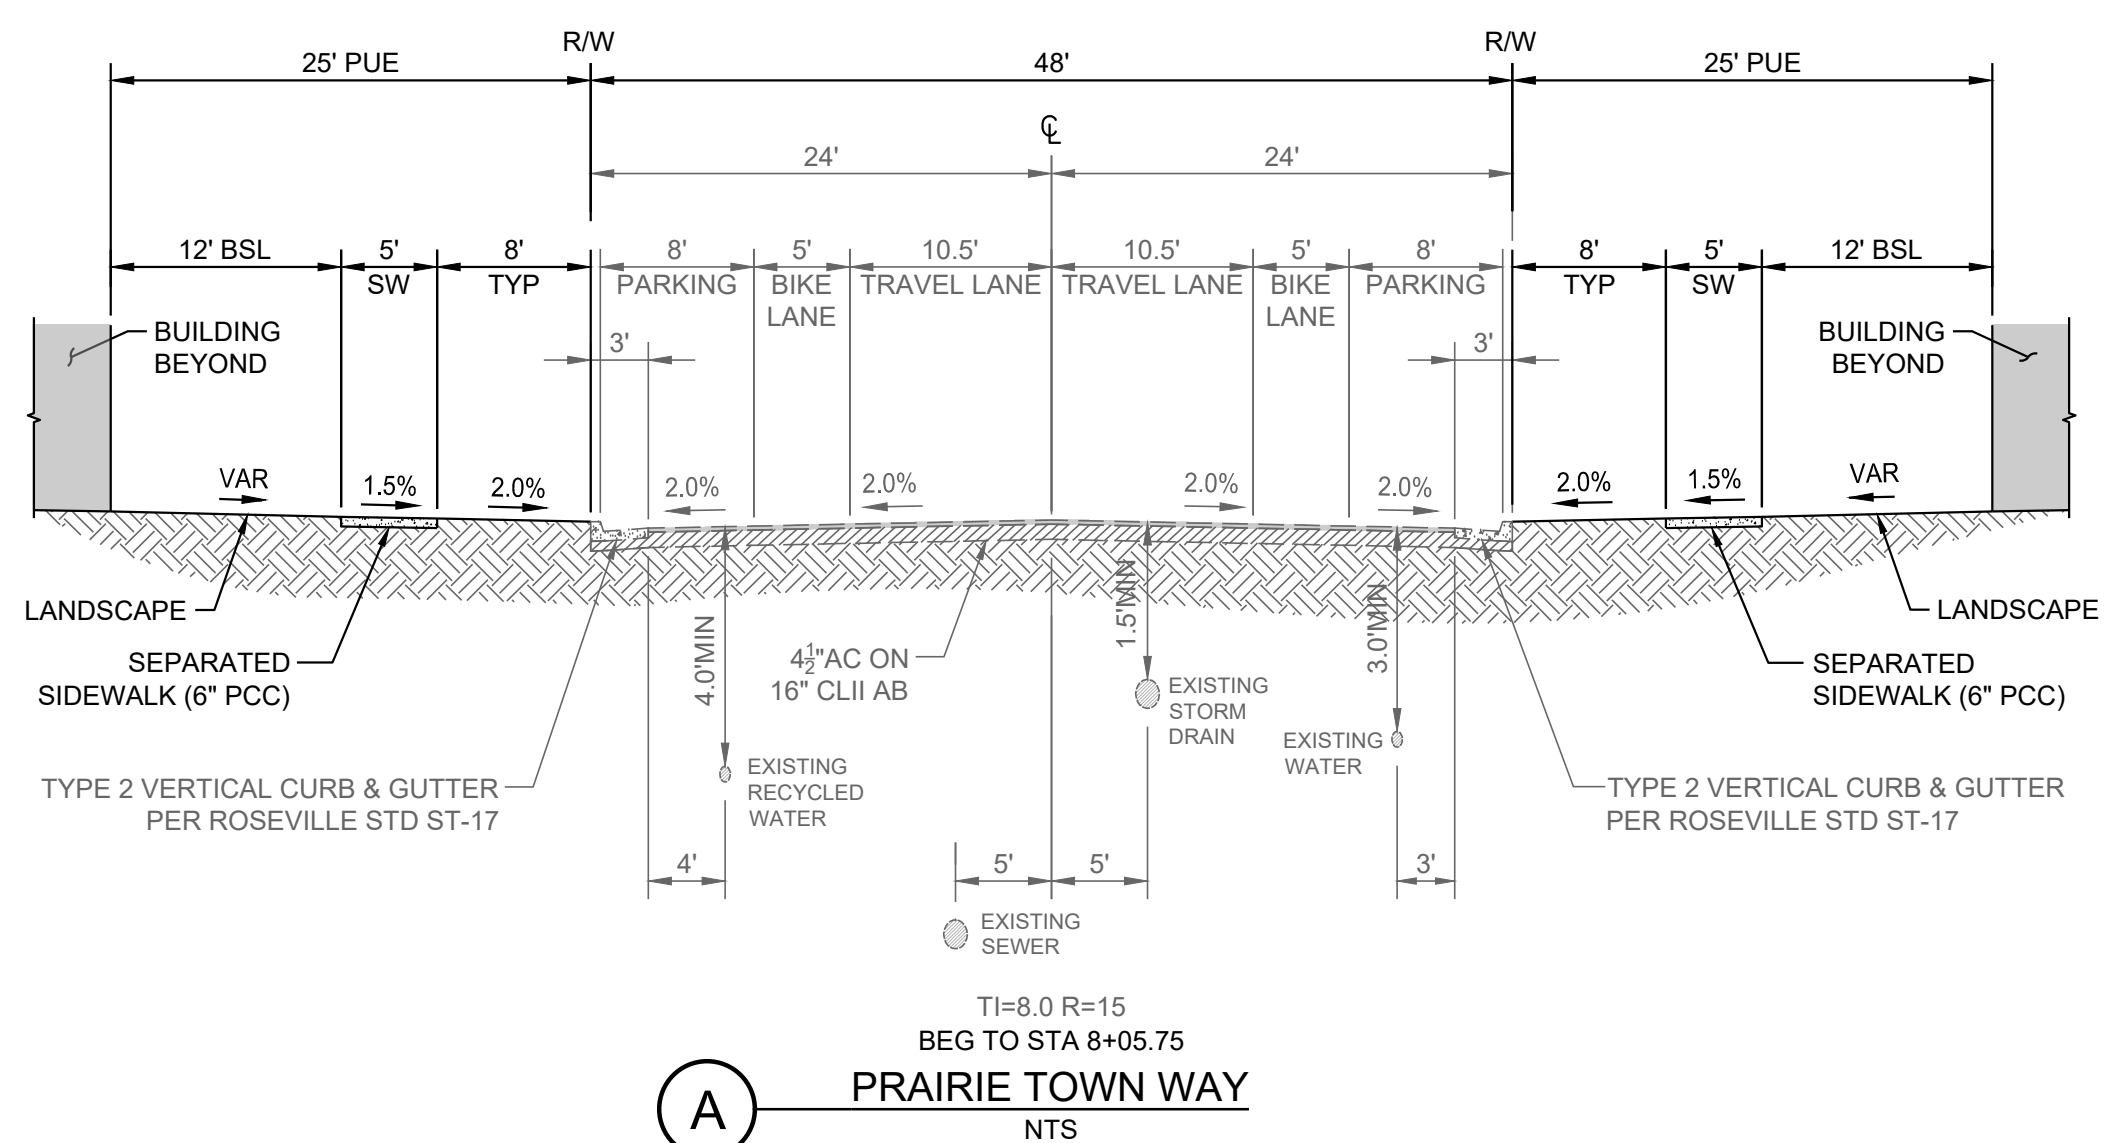 R/W
R/W
25' PUE
48'
25' PUE
℄
24'
24'
12' BSL
5'
SW
8'
TYP
8'
PARKING
5'
BIKE
LANE
10.5'
TRAVEL LANE
10.5'
TRAVEL LANE
5'
BIKE
LANE
8'
PARKING
8'
TYP
5'
SW
12' BSL
BUILDING
BEYOND
3'
3'
BUILDING
BEYOND
VAR
1.5%
2.0%
2.0%
2.0%
2.0%
2.0%
2.0%
1.5%
VAR
LANDSCAPE
SEPARATED
SIDEWALK (6" PCC)
4.0'MIN
4½"AC ON
16" CLII AB
1.5'MIN
3.0'MIN
LANDSCAPE
SEPARATED
SIDEWALK (6" PCC)
EXISTING
STORM
DRAIN
EXISTING
WATER
EXISTING
RECYCLED
WATER
TYPE 2 VERTICAL CURB & GUTTER
PER ROSEVILLE STD ST-17
TYPE 2 VERTICAL CURB & GUTTER
PER ROSEVILLE STD ST-17
4'
5'
5'
3'
EXISTING
SEWER
TI=8.0 R=15
BEG TO STA 8+05.75
A
PRAIRIE TOWN WAY
NTS